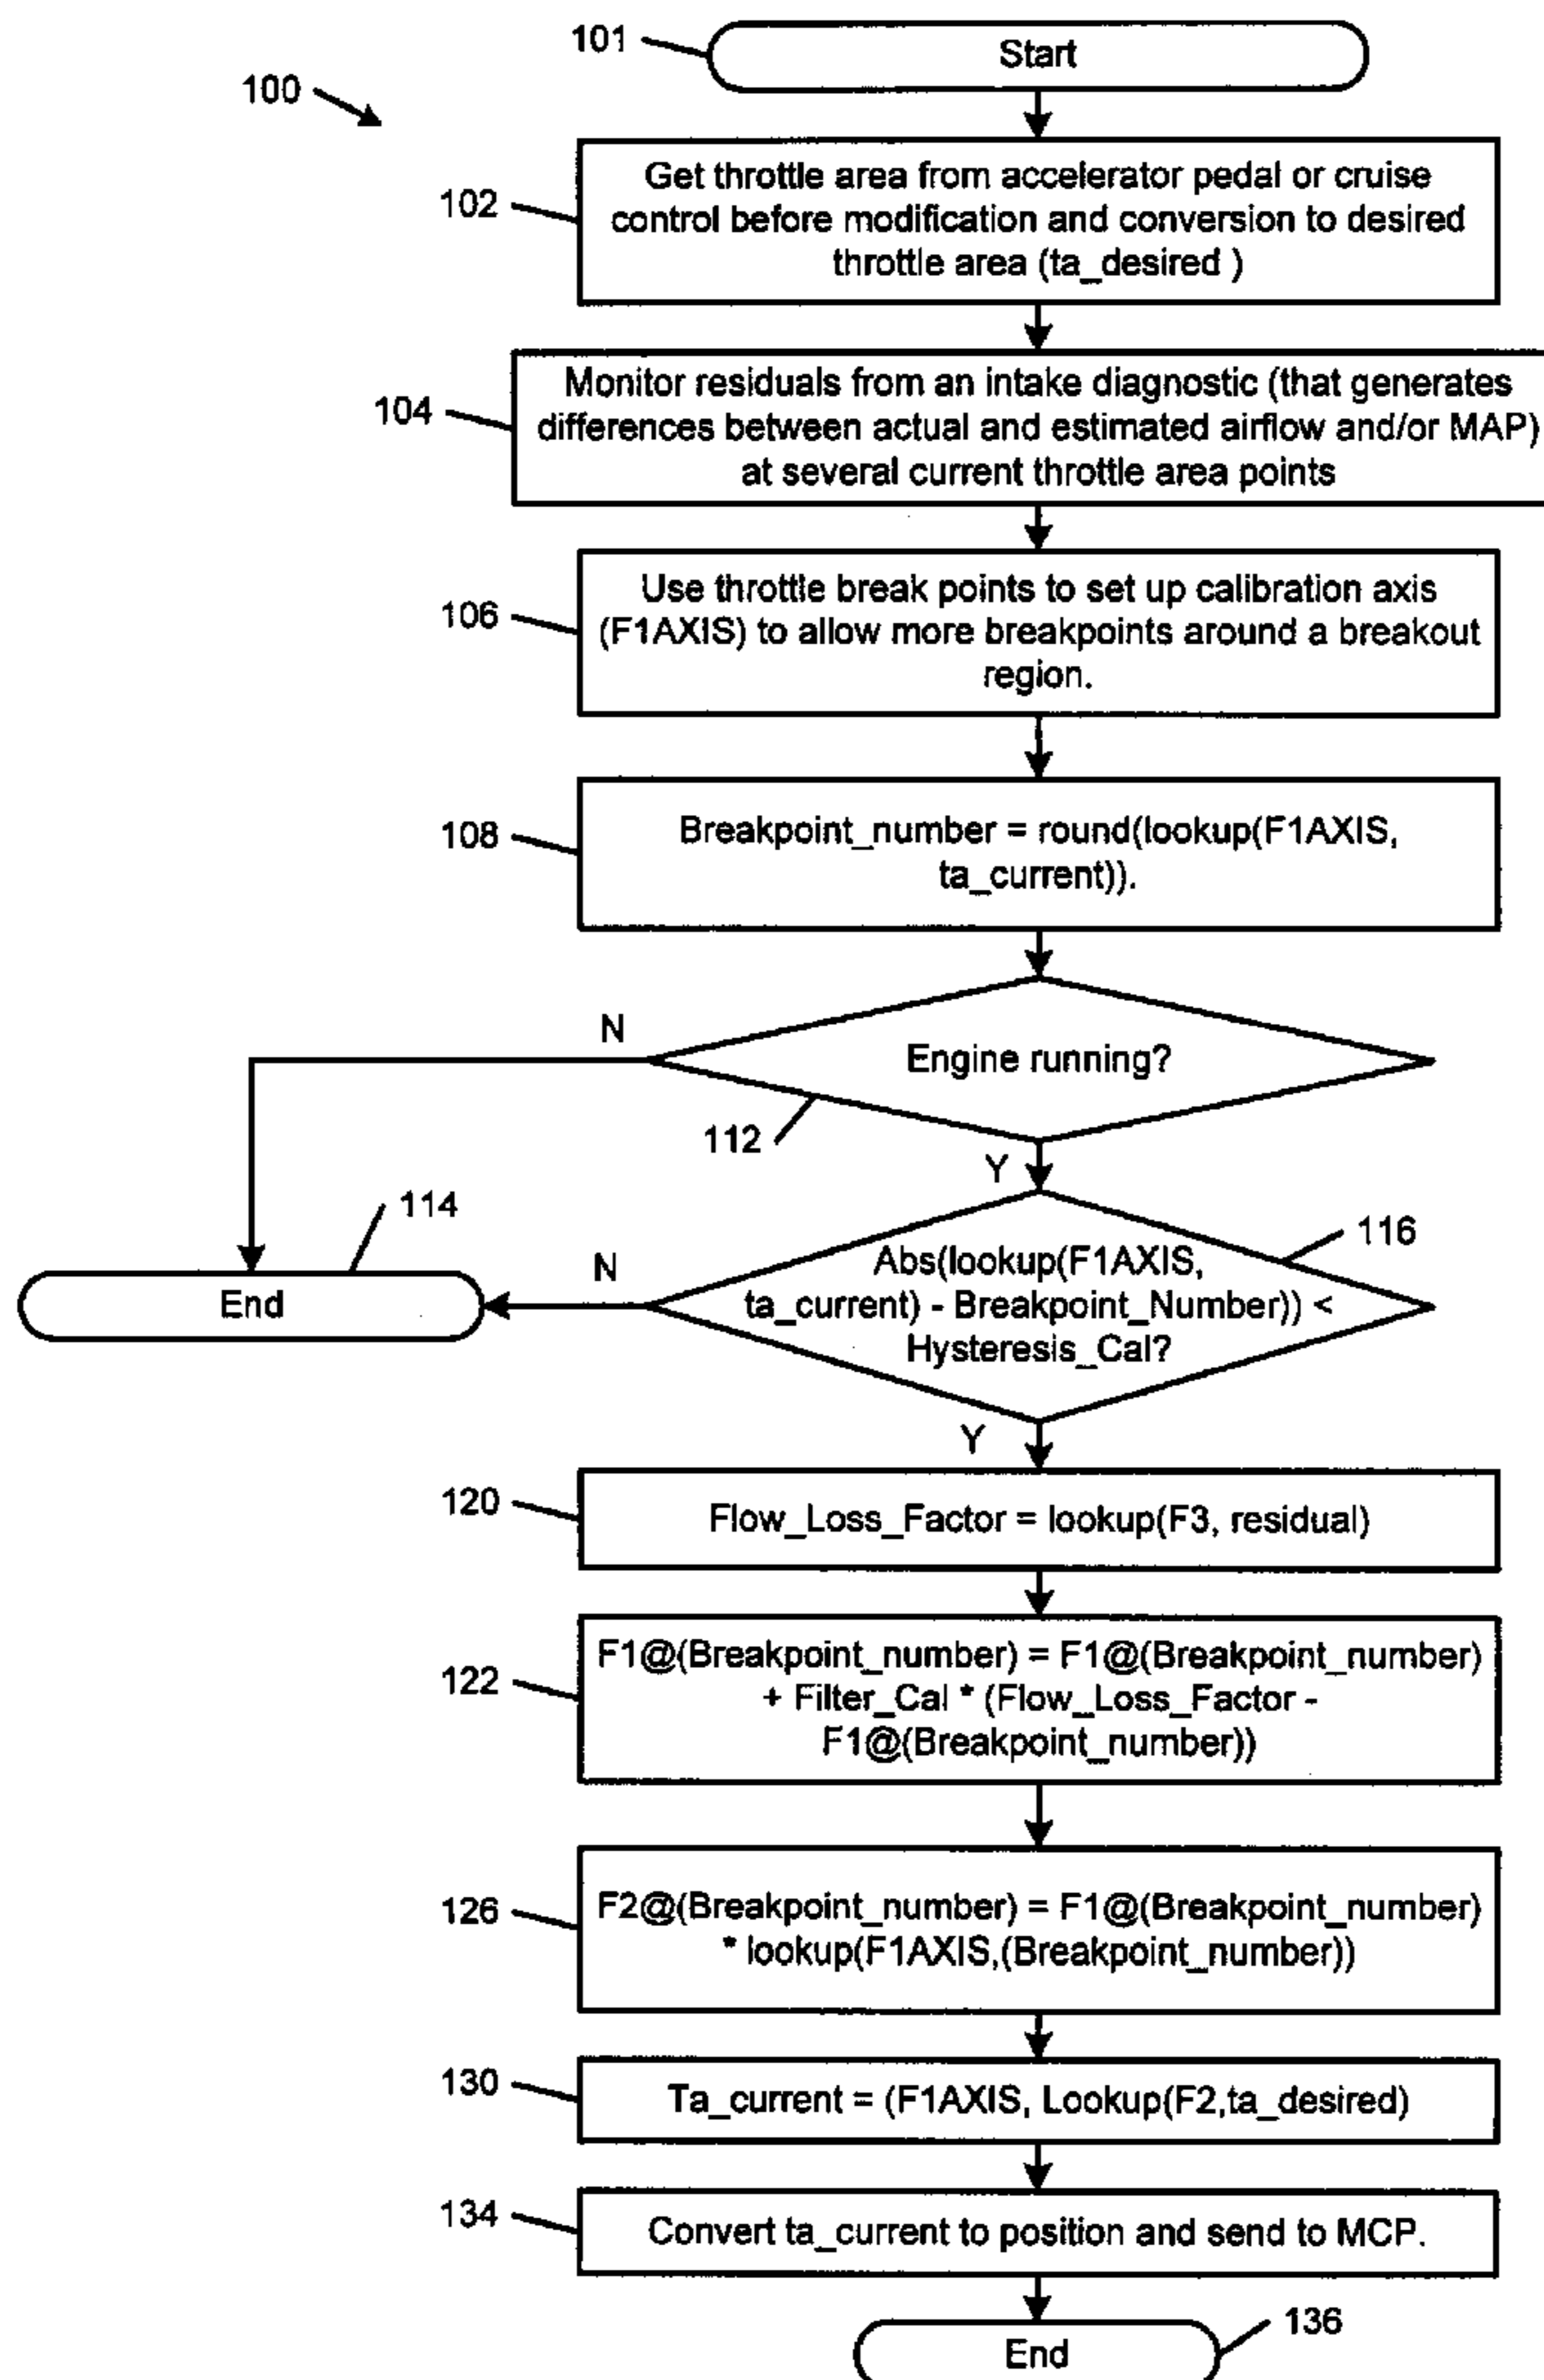 101
Start
100
102
Get throttle area from accelerator pedal or cruise
control before modification and conversion to desired
throttle area (ta_desired )
104
Monitor residuals from an intake diagnostic (that generates
differences between actual and estimated airflow and/or MAP)
at several current throttle area points
106
Use throttle break points to set up calibration axis
(F1AXIS) to allow more breakpoints around a breakout
region.
108
Breakpoint_number = round(lookup(F1AXIS,
ta_current)).
N
Engine running?
112
Y
114
End
N
116
Abs(lookup(F1AXIS,
ta_current) - Breakpoint_Number)) <
Hysteresis_Cal?
Y
120
Flow_Loss_Factor = lookup(F3, residual)
122
F1@(Breakpoint_number) = F1@(Breakpoint_number)
+ Filter_Cal * (Flow_Loss_Factor -
F1@(Breakpoint_number))
126
F2@(Breakpoint_number) = F1@(Breakpoint_number)
* lookup(F1AXIS,(Breakpoint_number))
130
Ta_current = (F1AXIS, Lookup(F2,ta_desired)
134
Convert ta_current to position and send to MCP.
136
End